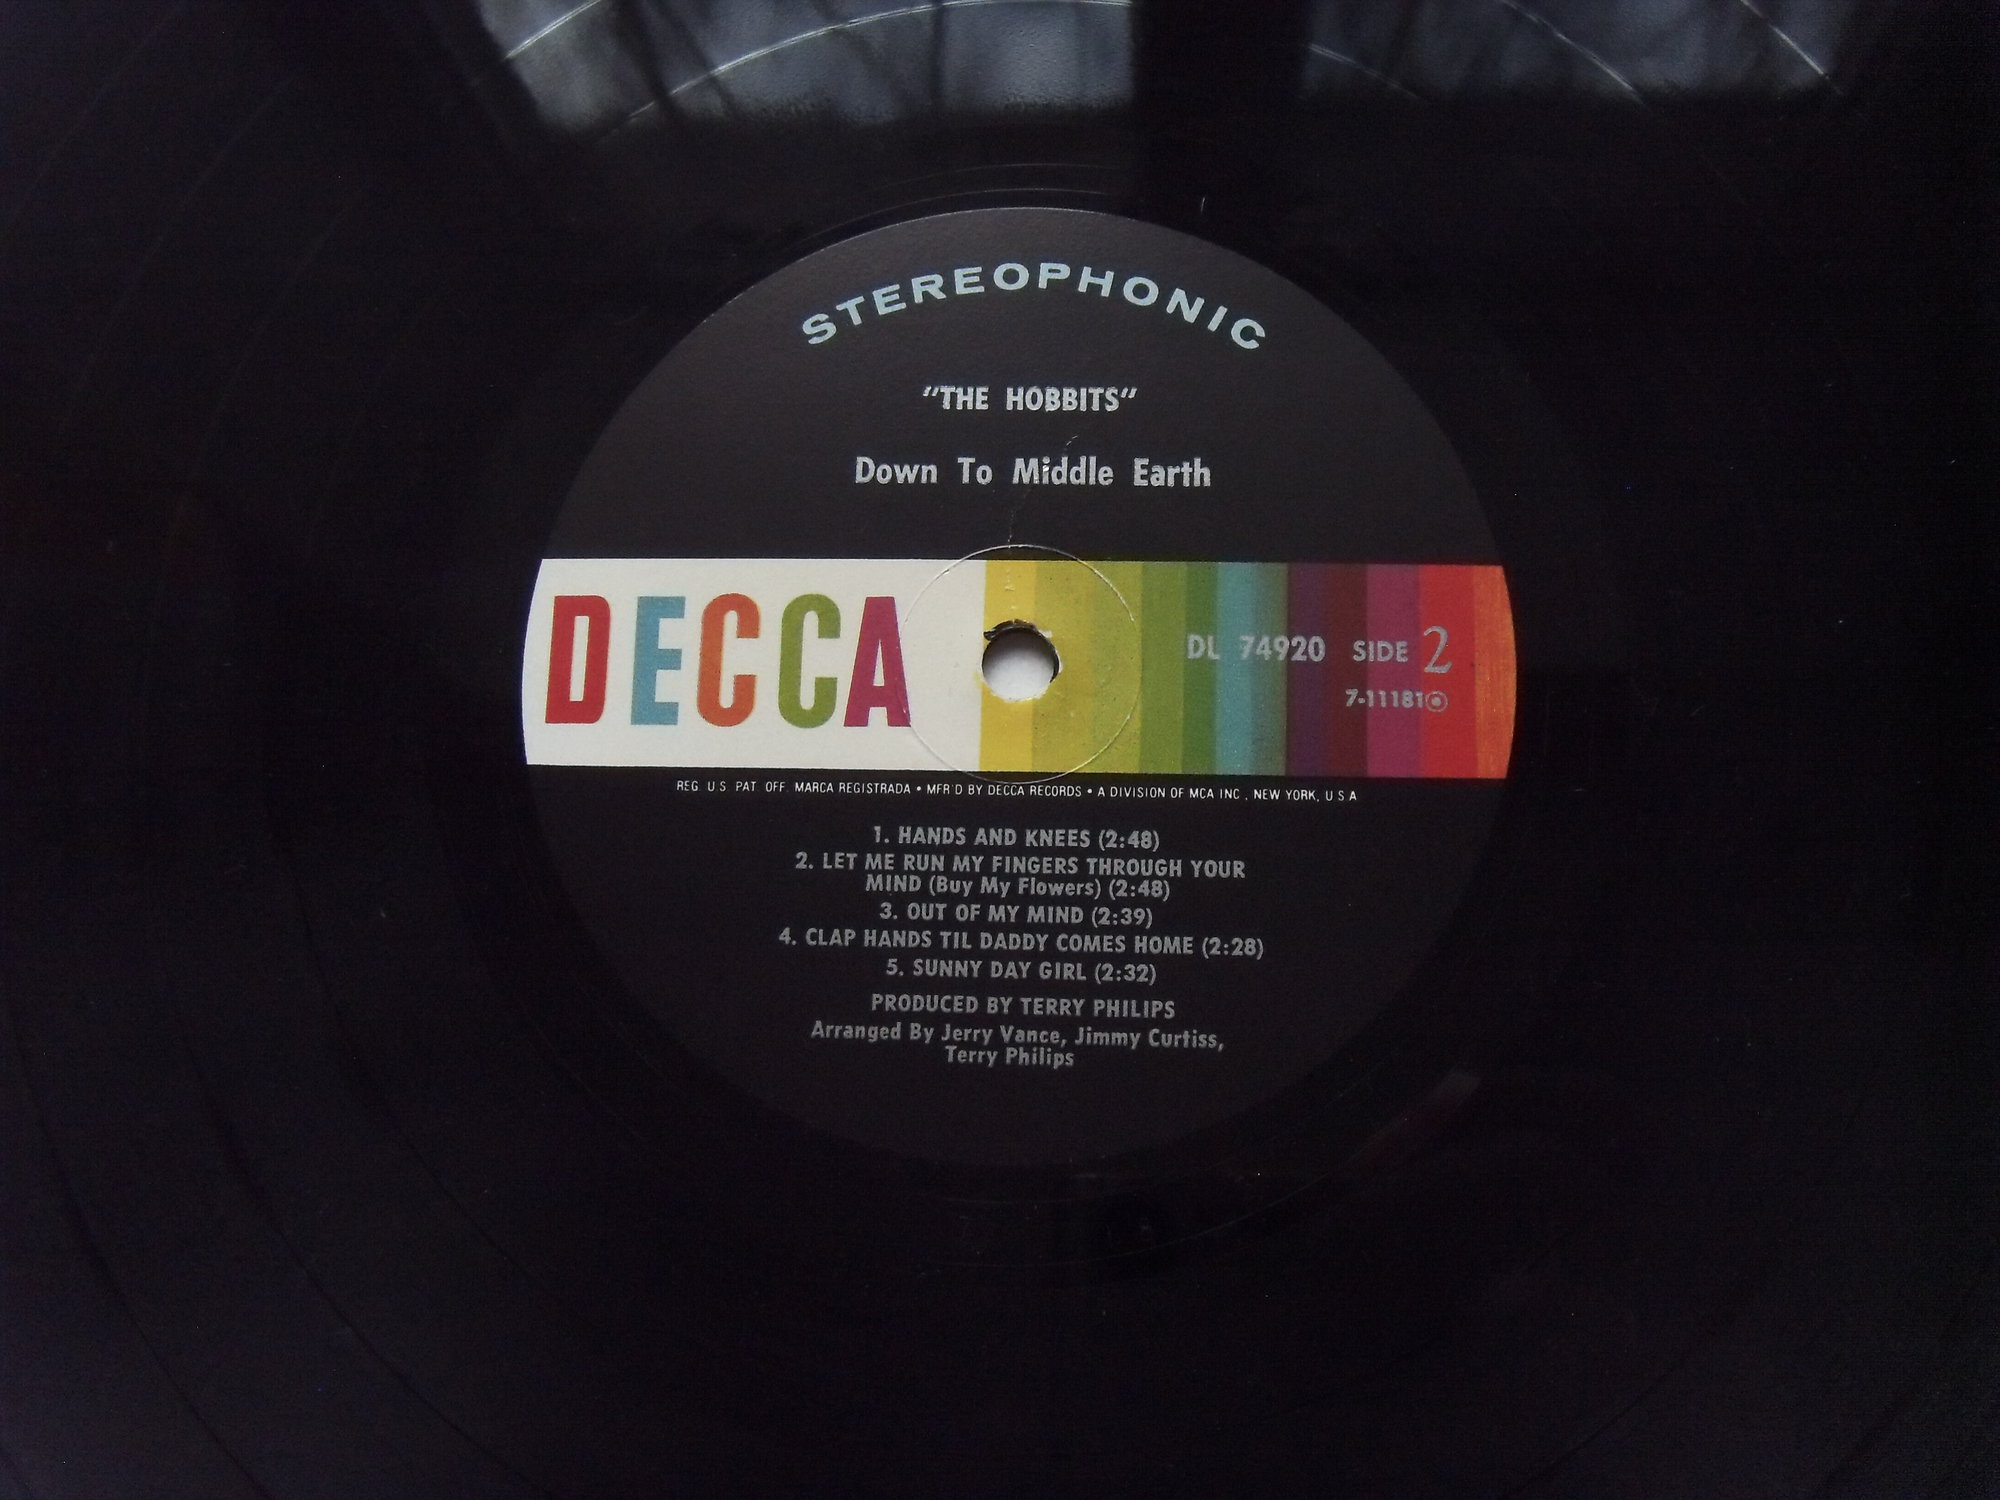 STEREOPHONIC
"THE HOBBITS"
Down To Middle Earth
DECCA
DL 74920 SIDE 2
7-11181
REG. U.S. PAT. OFF. MARCA REGISTRADA • MFR'D BY DECCA RECORDS • A DIVISION OF MCA INC., NEW YORK, U.S.A.
1. HANDS AND KNEES (2:48)
2. LET ME RUN MY FINGERS THROUGH YOUR
MIND (Buy My Flowers) (2:48)
3. OUT OF MY MIND (2:39)
4. CLAP HANDS TIL DADDY COMES HOME (2:28)
5. SUNNY DAY GIRL (2:32)
PRODUCED BY TERRY PHILIPS
Arranged By Jerry Vance, Jimmy Curtiss,
Terry Philips